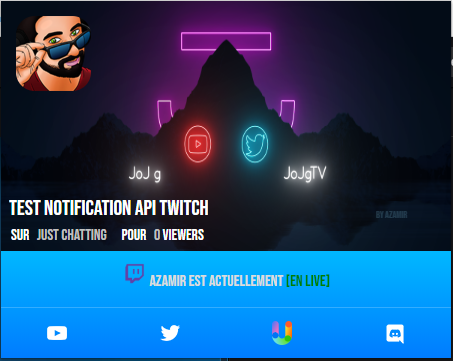 JoJ g
JoJgTV
TEST NOTIFICATION API TWITCH
BY AZAMIR
SUR JUST CHATTING POUR 0 VIEWERS
AZAMIR EST ACTUELLEMENT [EN LIVE]